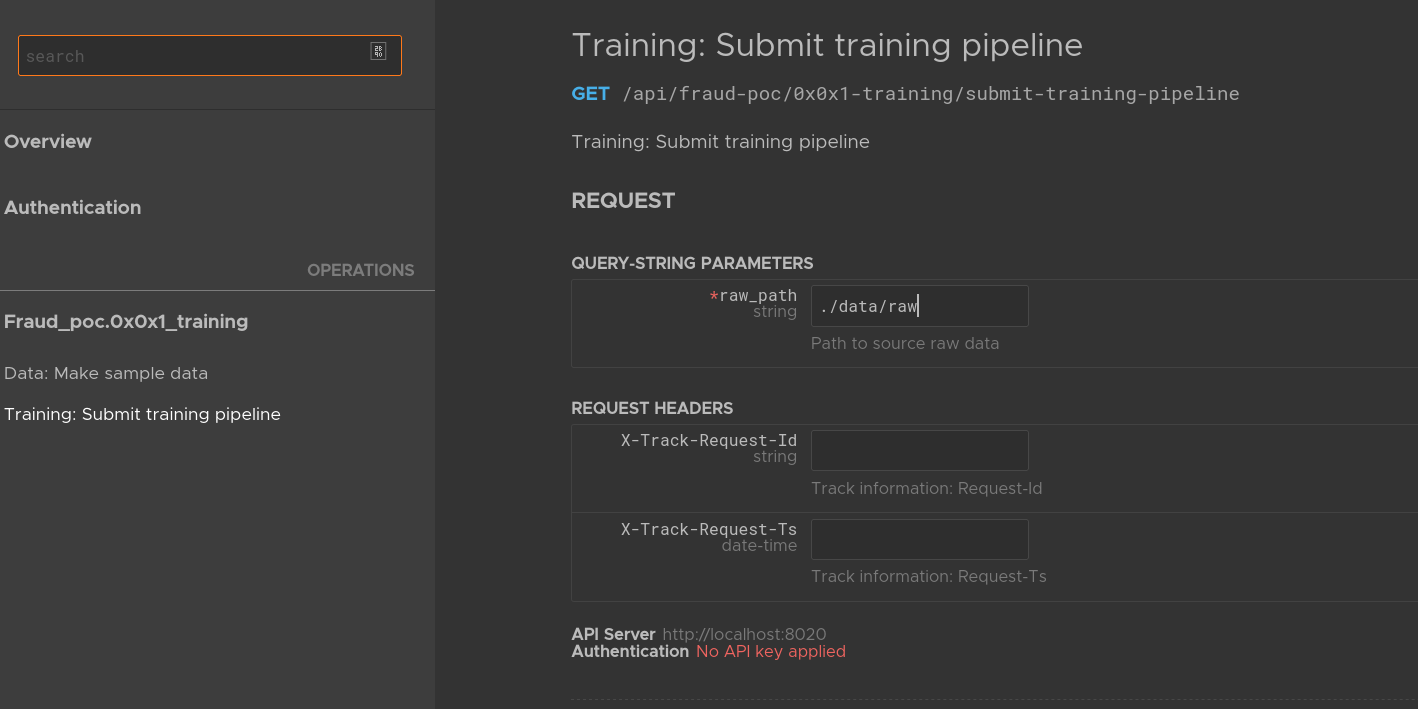 search
Overview
Authentication
OPERATIONS
Fraud_poc.0x0x1_training
Data: Make sample data
Training: Submit training pipeline
Training: Submit training pipeline
GET /api/fraud-poc/0x0x1-training/submit-training-pipeline
Training: Submit training pipeline
REQUEST
QUERY-STRING PARAMETERS
*raw_path ./data/raw
string
Path to source raw data
REQUEST HEADERS
X-Track-Request-Id
string
Track information: Request-Id
X-Track-Request-Ts
date-time
Track information: Request-Ts
API Server http://localhost:8020
Authentication No API key applied